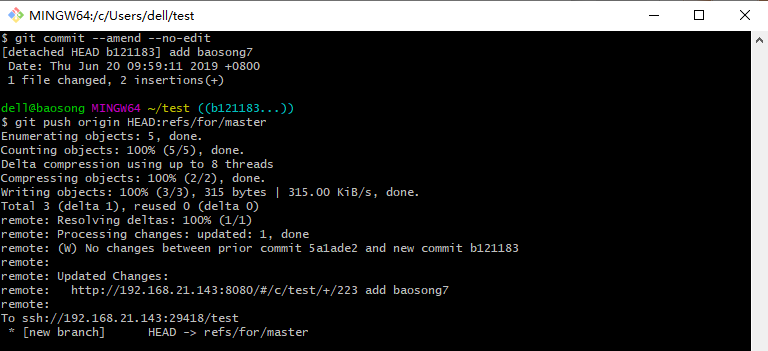 MINGW64:/c/Users/dell/test
$ git commit --amend --no-edit
[detached HEAD b121183] add baosong7
 Date: Thu Jun 20 09:59:11 2019 +0800
 1 file changed, 2 insertions(+)
dell@baosong MINGW64 ~/test ((b121183...))
$ git push origin HEAD:refs/for/master
Enumerating objects: 5, done.
Counting objects: 100% (5/5), done.
Delta compression using up to 8 threads
Compressing objects: 100% (2/2), done.
Writing objects: 100% (3/3), 315 bytes | 315.00 KiB/s, done.
Total 3 (delta 1), reused 0 (delta 0)
remote: Resolving deltas: 100% (1/1)
remote: Processing changes: updated: 1, done
remote: (W) No changes between prior commit 5a1ade2 and new commit b121183
remote:
remote: Updated Changes:
remote:   http://192.168.21.143:8080/#/c/test/+/223 add baosong7
remote:
To ssh://192.168.21.143:29418/test
 * [new branch]      HEAD -> refs/for/master